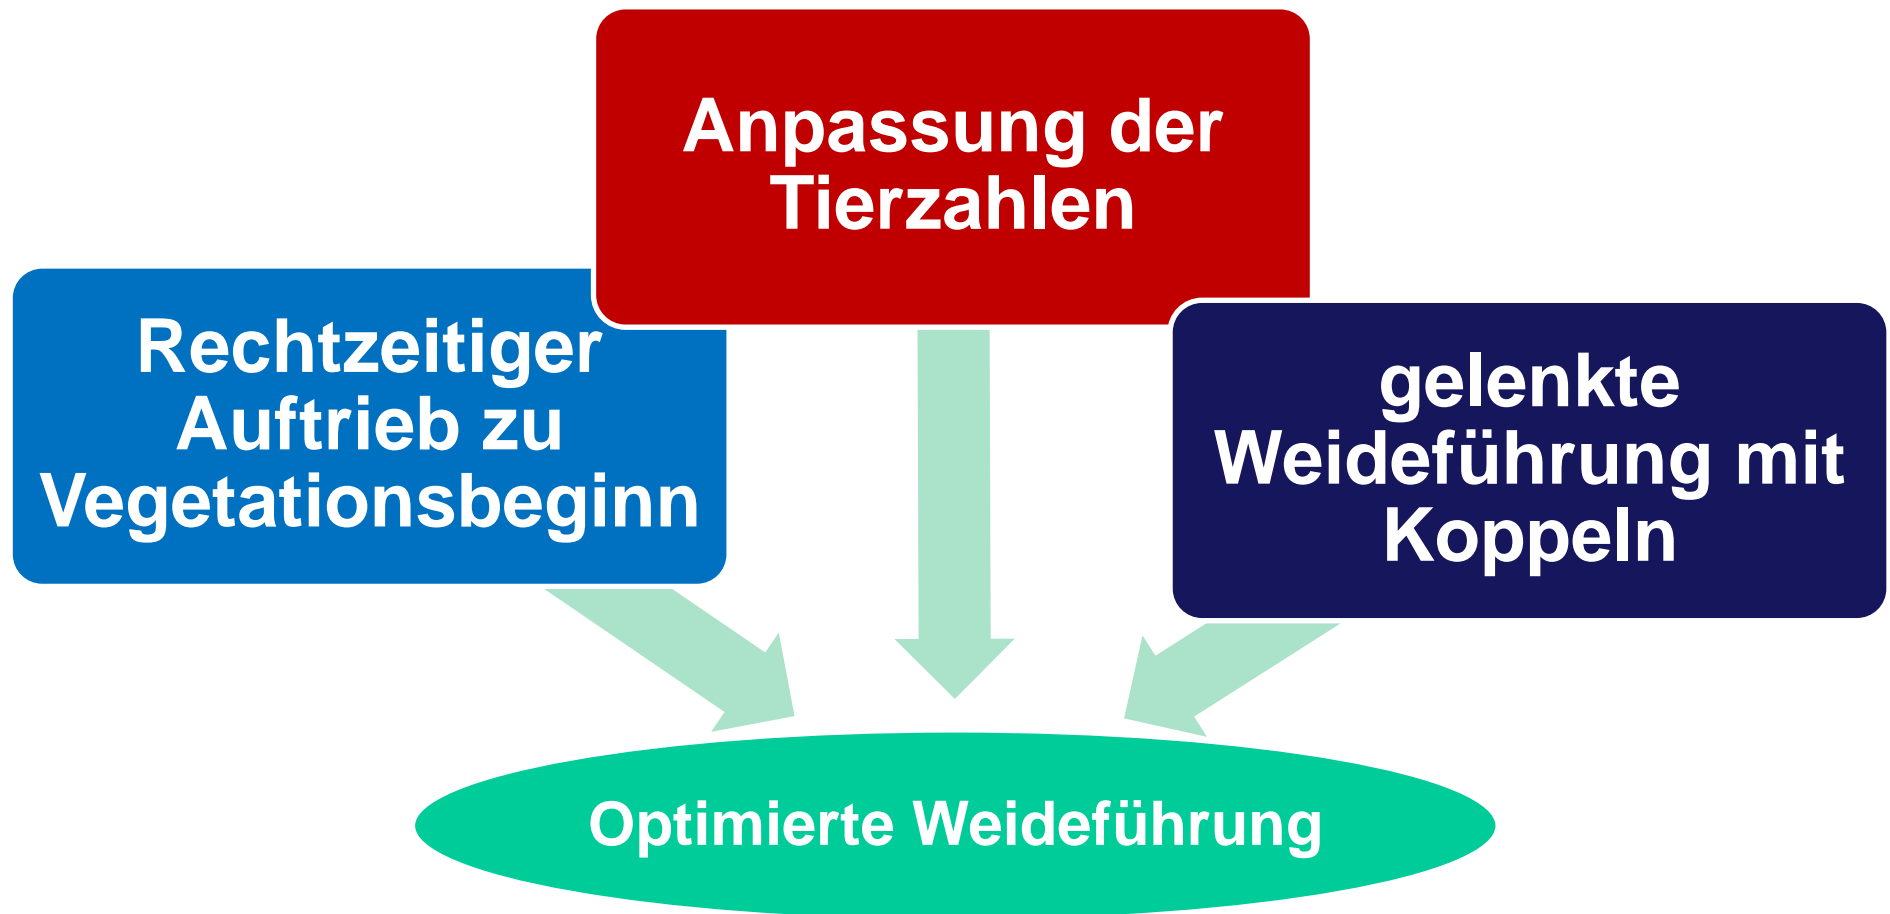 Anpassung der
Tierzahlen
Rechtzeitiger
Auftrieb zu
Vegetationsbeginn
gelenkte
Weideführung mit
Koppeln
Optimierte Weideführung